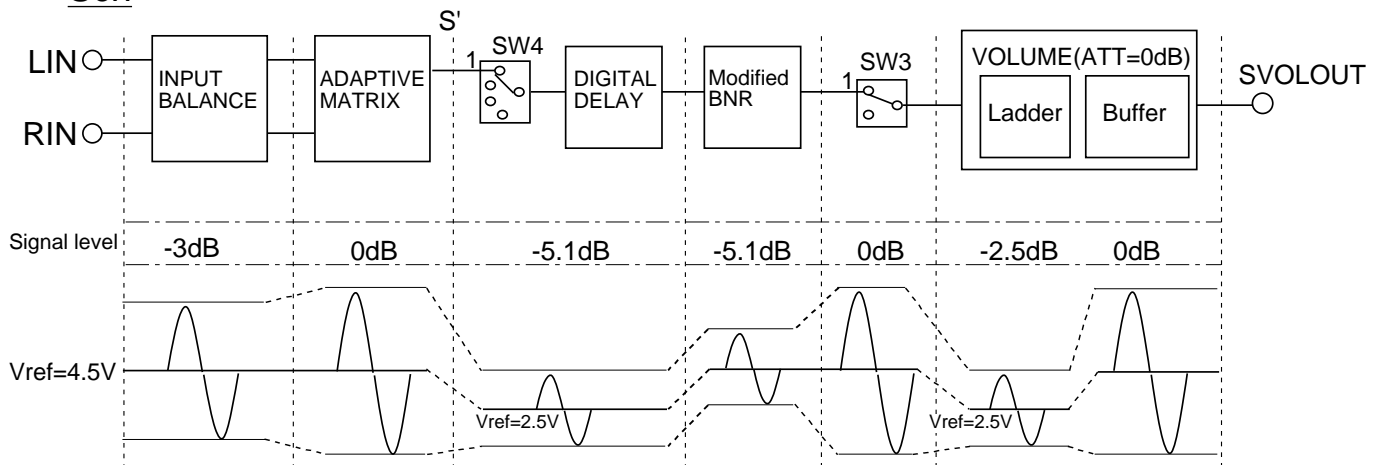 S'
LIN
RIN
INPUT
BALANCE
ADAPTIVE
MATRIX
1
SW4
DIGITAL
DELAY
Modified
BNR
1
SW3
VOLUME(ATT=0dB)
Ladder
Buffer
SVOLOUT
Signal level
-3dB
0dB
-5.1dB
-5.1dB
0dB
-2.5dB
0dB
Vref=4.5V
Vref=2.5V
Vref=2.5V